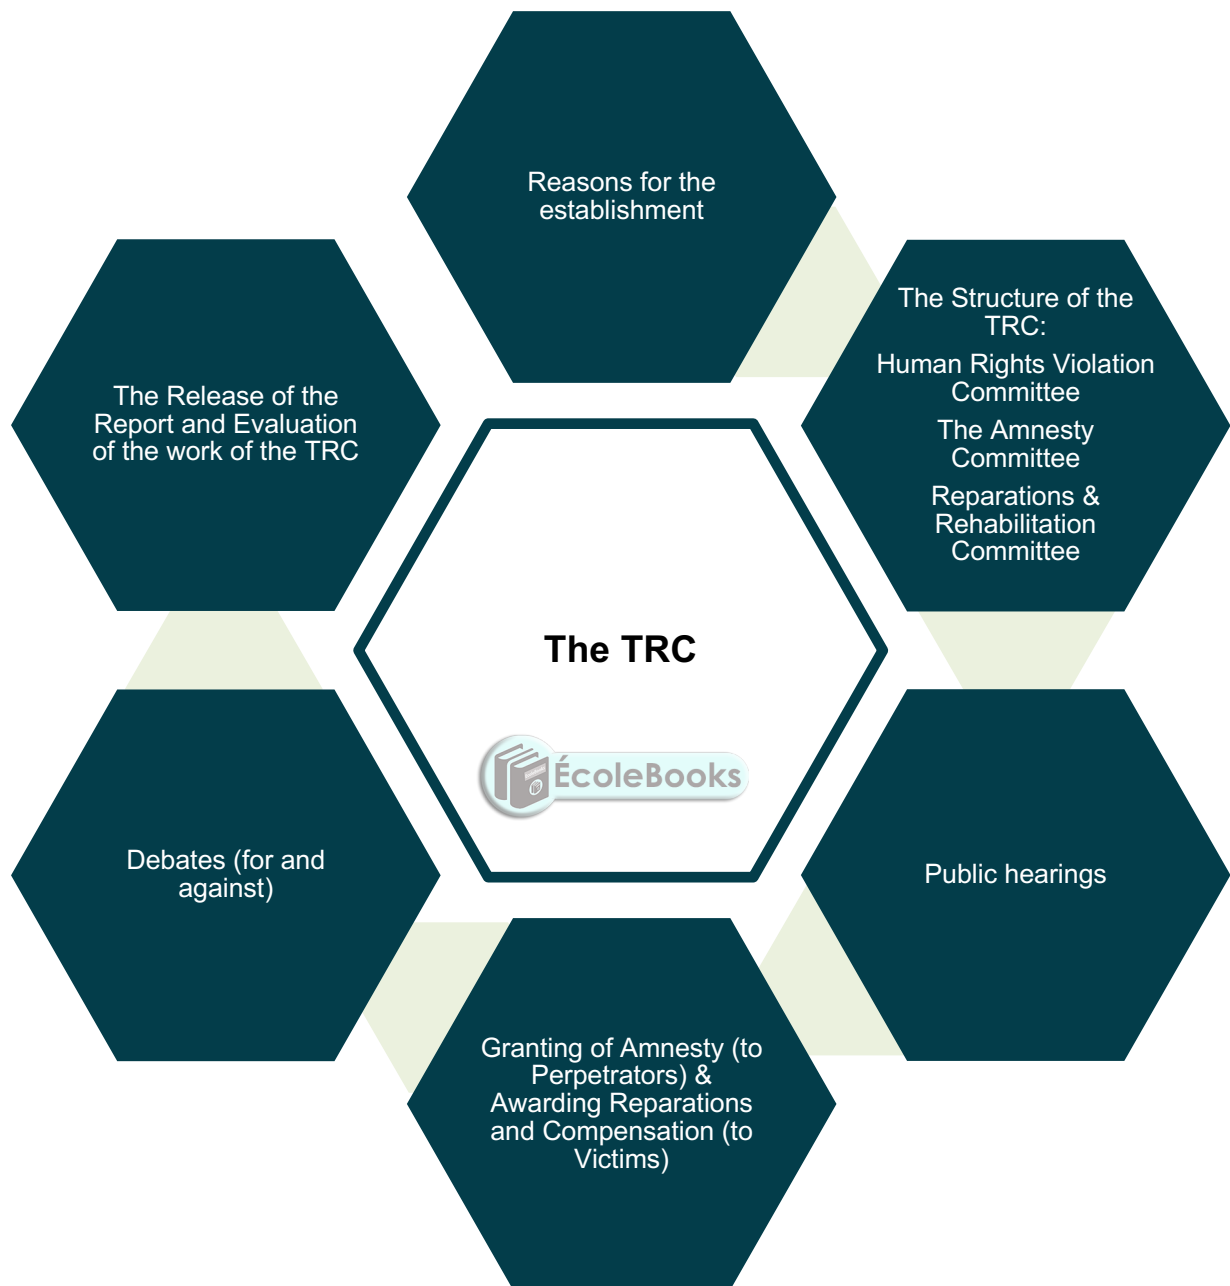 Reasons for the
establishment
The Structure of the
TRC:
Human Rights Violation
Committee
The Amnesty
Committee
Reparations &
Rehabilitation
Committee
Public hearings
Granting of Amnesty (to
Perpetrators) &
Awarding Reparations
and Compensation (to
Victims)
Debates (for and
against)
The Release of the
Report and Evaluation
of the work of the TRC
The TRC
ÉcoleBooks